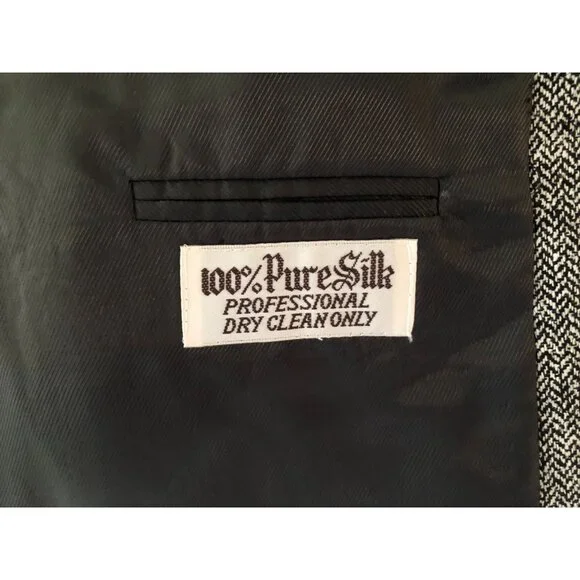 100% Pure Silk
PROFESSIONAL
DRY CLEAN ONLY